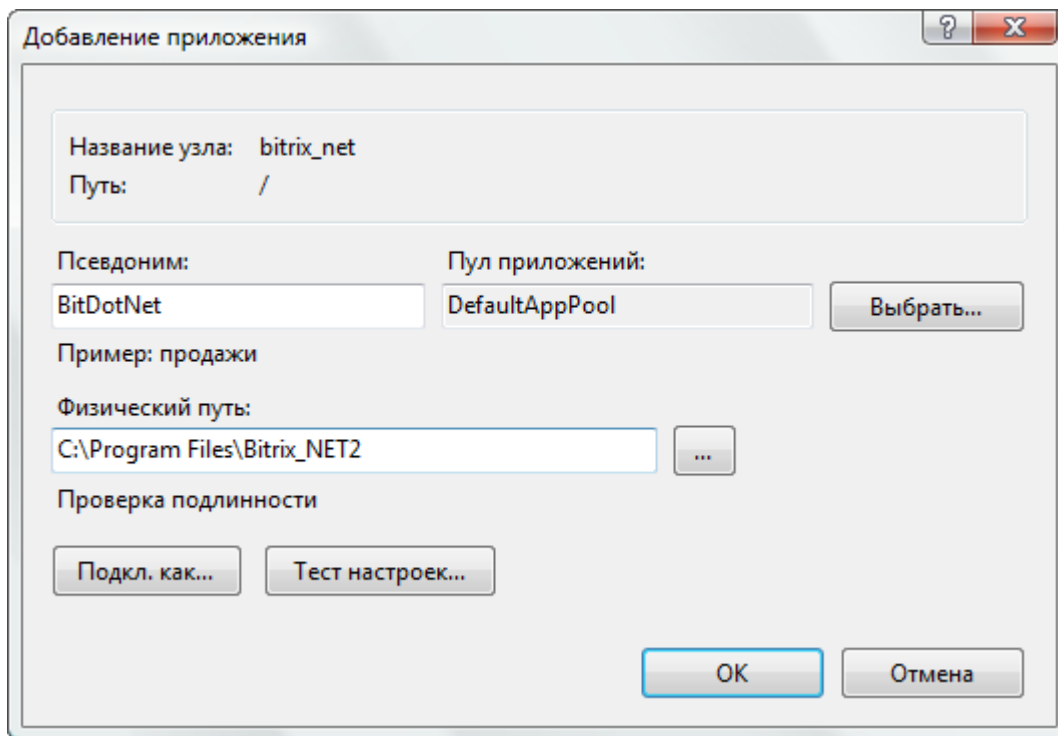 Добавление приложения
Название узла: bitrix_net
Путь: /
Псевдоним: Пул приложений:
BitDotNet DefaultAppPool Выбрать...
Пример: продажи
Физический путь:
C:\Program Files\Bitrix_NET2 ...
Проверка подлинности
Подкл. как... Тест настроек...
ОК Отмена